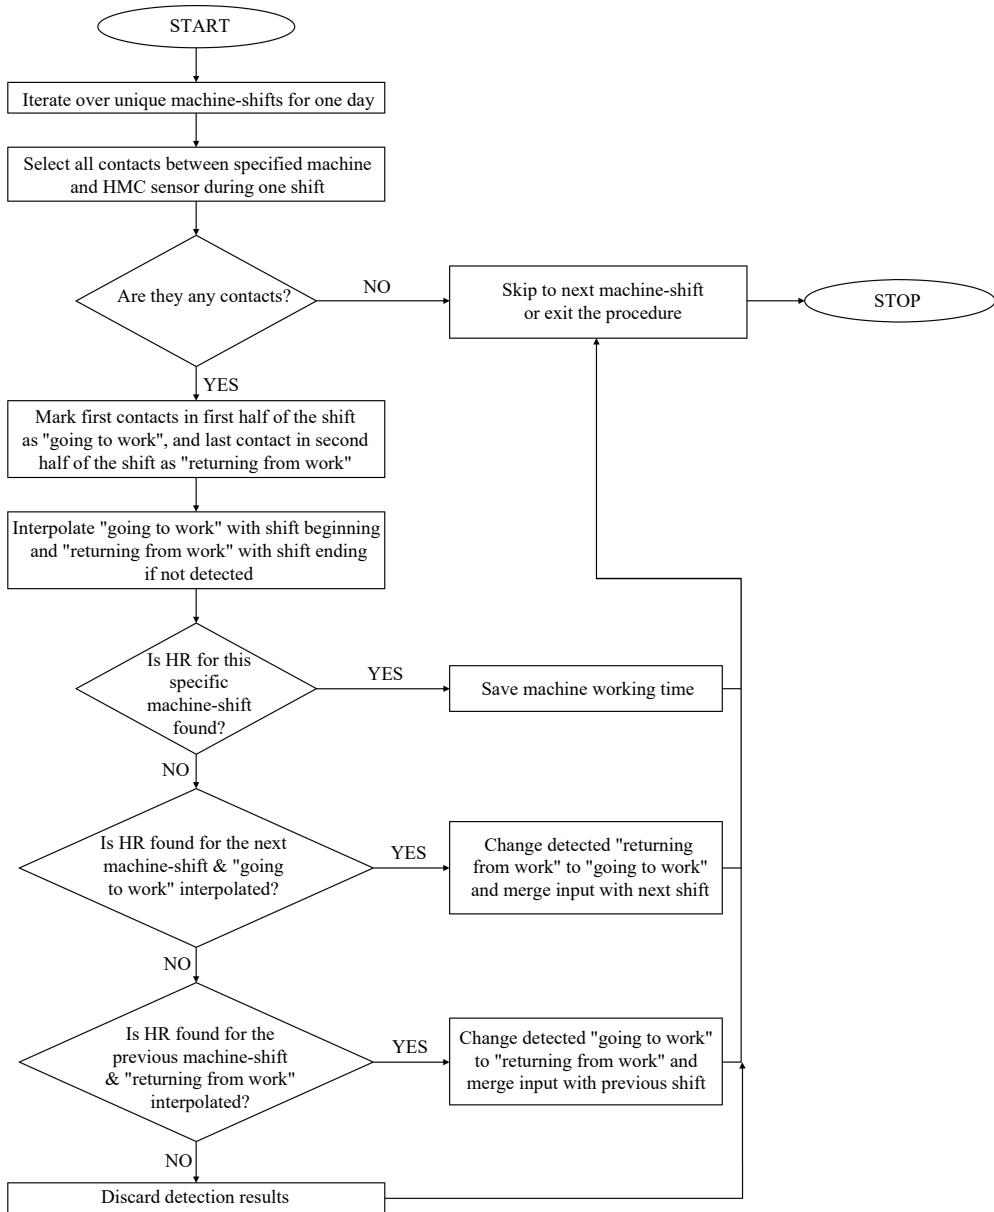 START
Iterate over unique machine-shifts for one day
Select all contacts between specified machine
and HMC sensor during one shift
Are they any contacts?
NO
Skip to next machine-shift
or exit the procedure
STOP
YES
Mark first contacts in first half of the shift
as "going to work", and last contact in second
half of the shift as "returning from work"
Interpolate "going to work" with shift beginning
and "returning from work" with shift ending
if not detected
Is HR for this
specific
machine-shift
found?
YES
Save machine working time
NO
Is HR found for the next
machine-shift & "going
to work" interpolated?
YES
Change detected "returning
from work" to "going to work"
and merge input with next shift
NO
Is HR found for the
previous machine-shift
& "returning from work"
interpolated?
YES
Change detected "going to work"
to "returning from work" and
merge input with previous shift
NO
Discard detection results